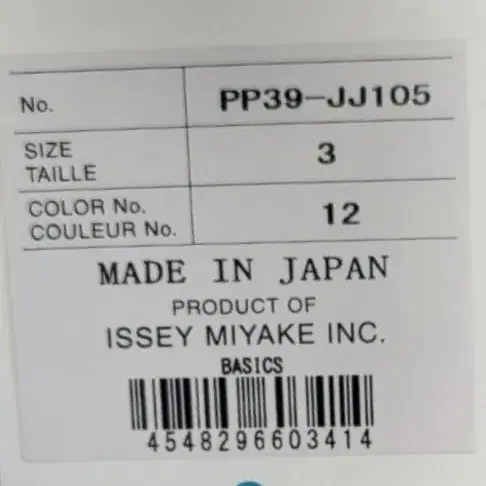 No. PP39-JJ105
SIZE
TAILLE 3
COLOR No.
COULEUR No. 12
MADE IN JAPAN
PRODUCT OF
ISSEY MIYAKE INC.
BASICS
4548296603414